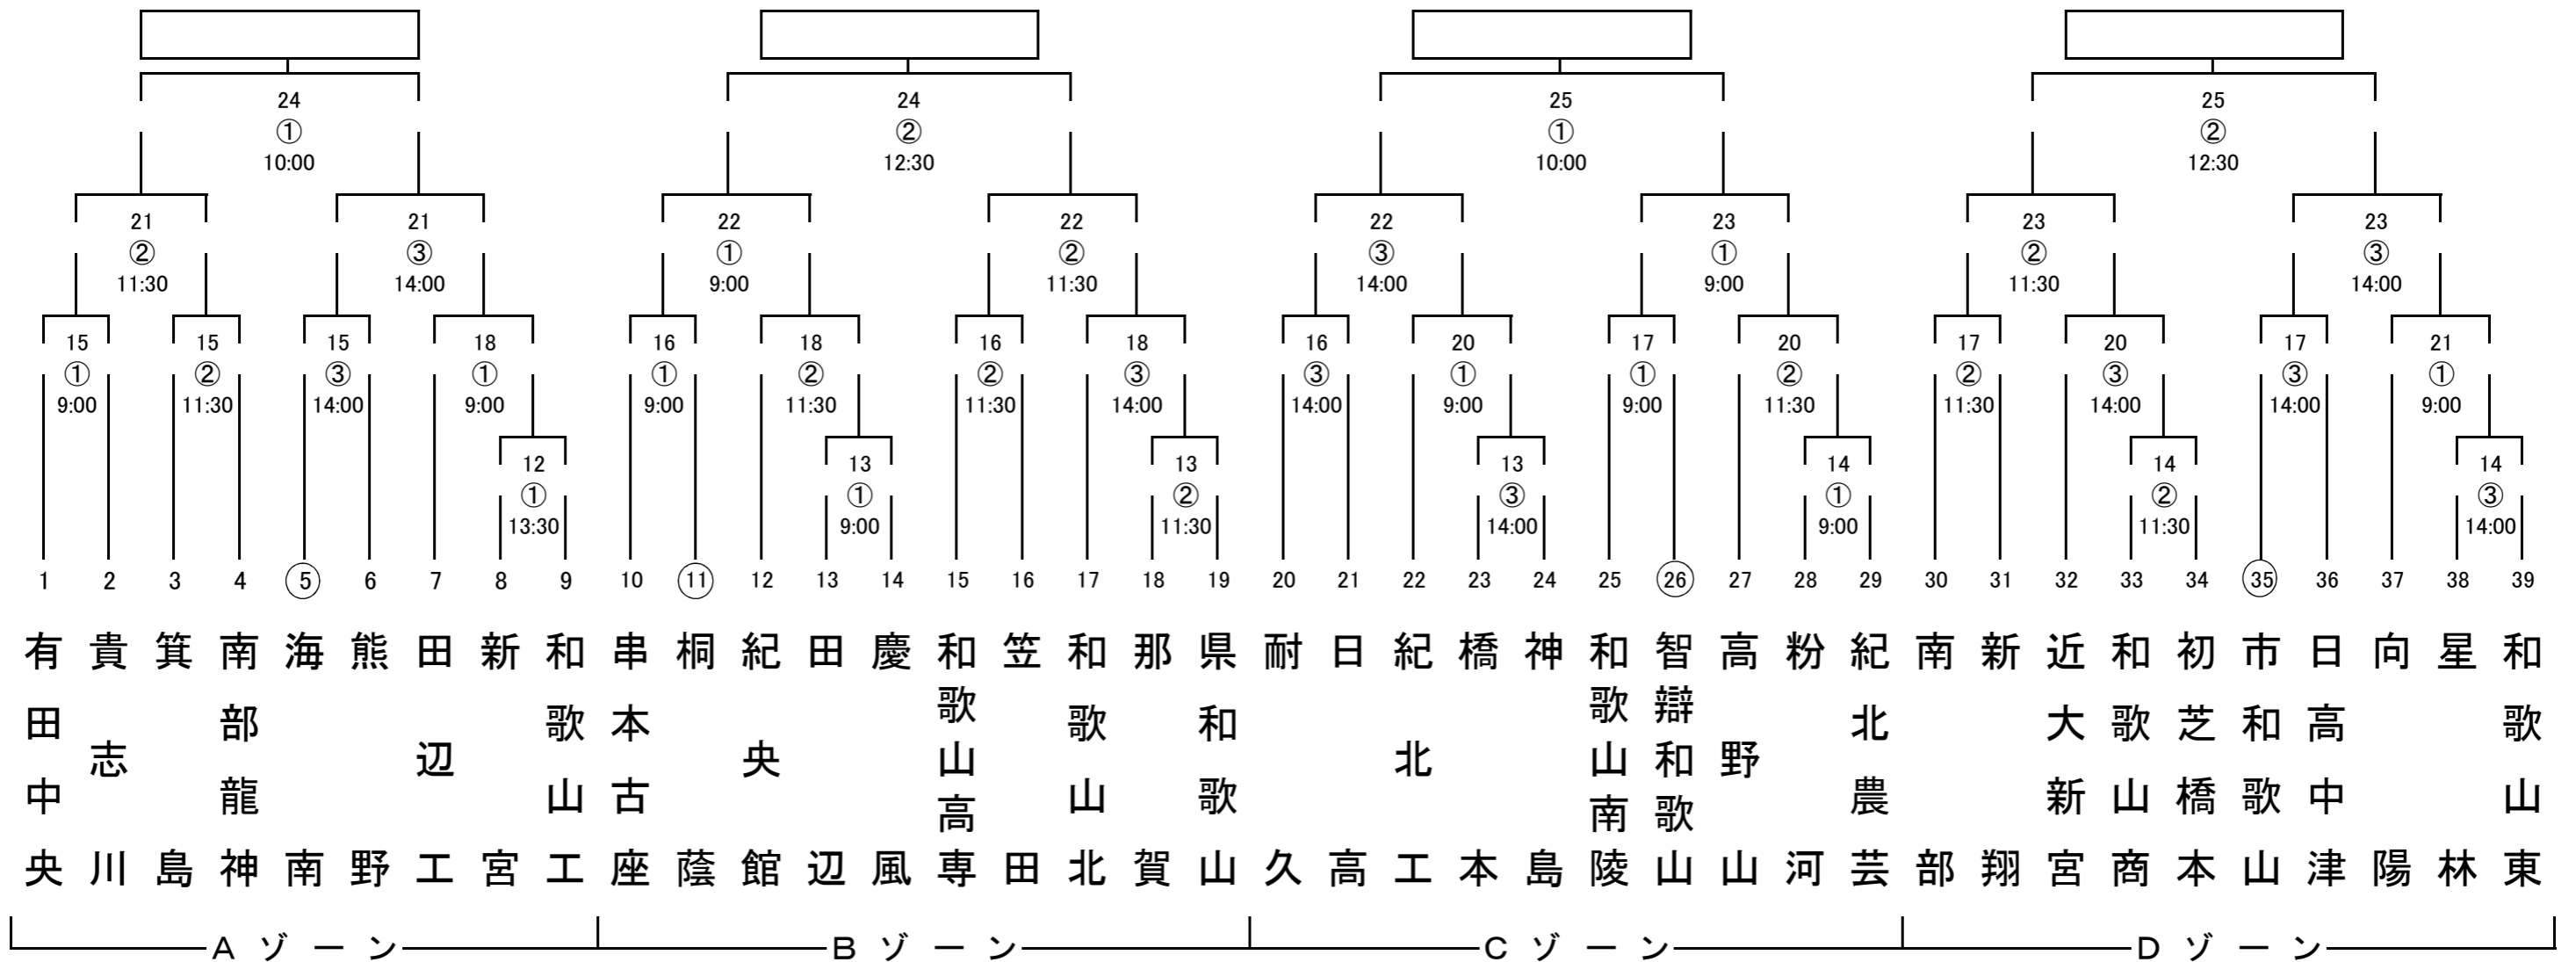 24 24 25 25
① ② ① ②
10:00 12:30 10:00 12:30
21 21 22 22 22 23 23 23
② ③ ① ② ③ ① ② ③
11:30 14:00 9:00 11:30 14:00 9:00 11:30 14:00
15 15 15 18 16 18 16 18 16 20 17 20 17 20 17 21
① ② ③ ① ① ② ② ③ ③ ① ① ② ② ③ ③ ①
9:00 11:30 14:00 9:00 9:00 11:30 11:30 14:00 14:00 9:00 9:00 11:30 11:30 14:00 14:00 9:00
12 13 13 13 14 14 14
① ① ② ③ ① ② ③
13:30 9:00 11:30 14:00 9:00 11:30 14:00
1 2 3 4 ⑤ 6 7 8 9 10 ⑪ 12 13 14 15 16 17 18 19 20 21 22 23 24 25 ㉖ 27 28 29 30 31 32 33 34 ㉟ 36 37 38 39
有田中央
貴志川
箕島
南部龍神
海南
熊野
田辺工
新宮
和歌山工
串本古座
桐蔭
紀央館
田辺
慶風
和歌山高専
笠田
和歌山北
那賀
県和歌山
耐久
日高
紀北工
橋本
神島
和歌山南陵
智辯和歌山
高野山
粉河
紀北農芸
南部
新翔
近大新宮
和歌山商
初芝橋本
市和歌山
日高中津
向陽
星林
和歌山東
Aゾーン Bゾーン Cゾーン Dゾーン